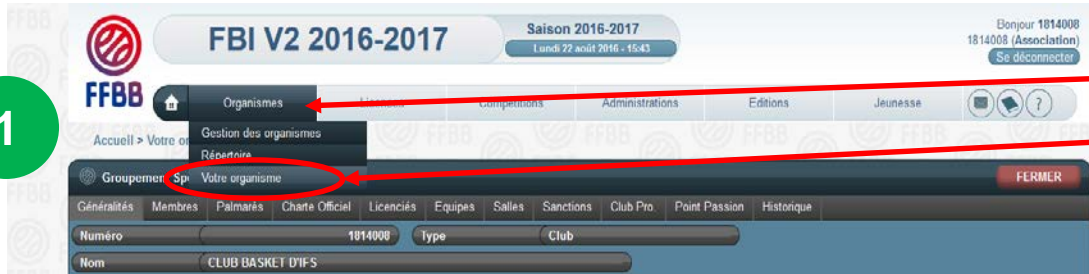 FFBB
FBI V2 2016-2017
Saison 2016-2017
Lundi 22 août 2016 - 15:43
Bonjour 1814008
1814008 (Association)
Se déconnecter
1
Organismes Compétitions Administrations Editions Jeunesse ?
Accueil > Votre
Gestion des organismes
Répertoire
Votre organisme
Groupement
FERMER
Généralités Membres Palmarès Charte Officiel Licenciés Equipes Salles Sanctions Club Pro. Point Passion Historique
Numéro 1814008 Type Club
Nom CLUB BASKET D'IFS